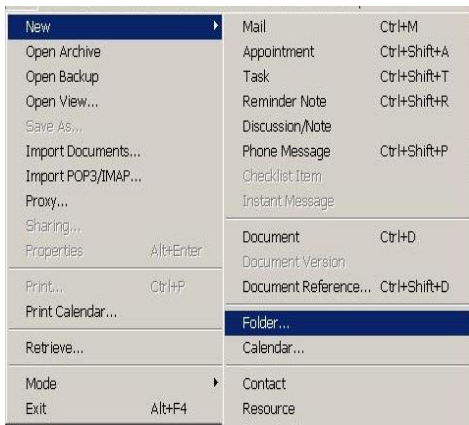 New
Open Archive
Open Backup
Open View...
Save As...
Import Documents...
Import POP3/IMAP...
Proxy...
Sharing...
Properties Alt+Enter
Print... Ctrl+P
Print Calendar...
Retrieve...
Mode
Exit Alt+F4
Mail Ctrl+M
Appointment Ctrl+Shift+A
Task Ctrl+Shift+T
Reminder Note Ctrl+Shift+R
Discussion/Note
Phone Message Ctrl+Shift+P
Checklist Item
Instant Message
Document Ctrl+D
Document Version
Document Reference... Ctrl+Shift+D
Folder...
Calendar...
Contact
Resource